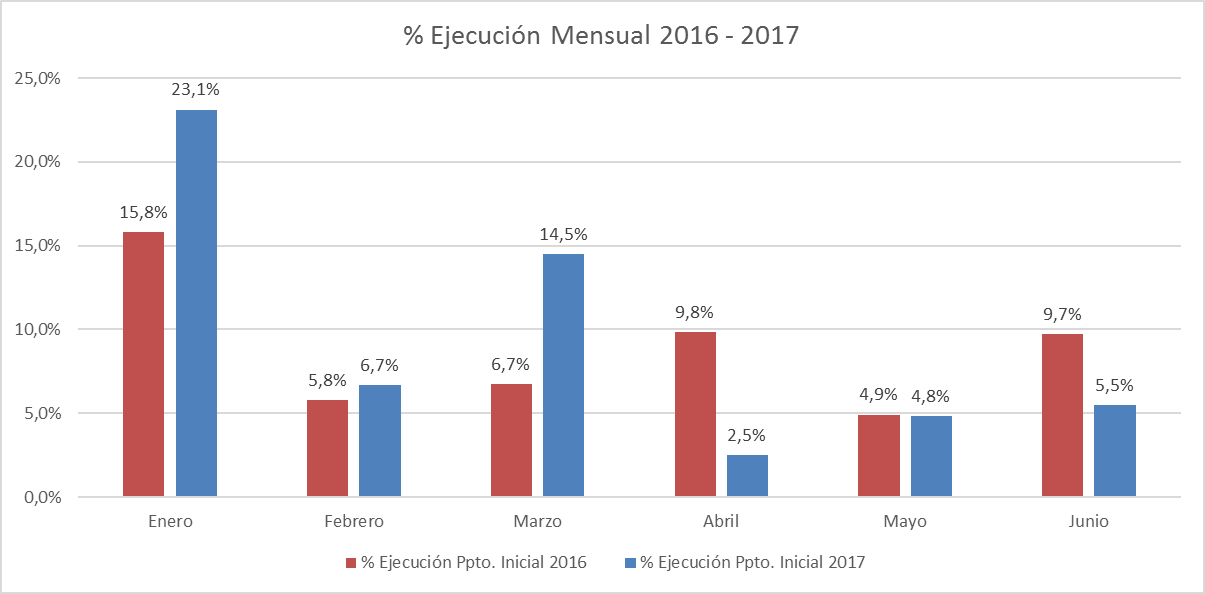 % Ejecución Mensual 2016 - 2017
25,0%
20,0%
15,0%
10,0%
5,0%
0,0%
15,8%
23,1%
5,8%
6,7%
6,7%
14,5%
9,8%
2,5%
4,9%
4,8%
9,7%
5,5%
Enero
Febrero
Marzo
Abril
Mayo
Junio
% Ejecución Ppto. Inicial 2016
% Ejecución Ppto. Inicial 2017